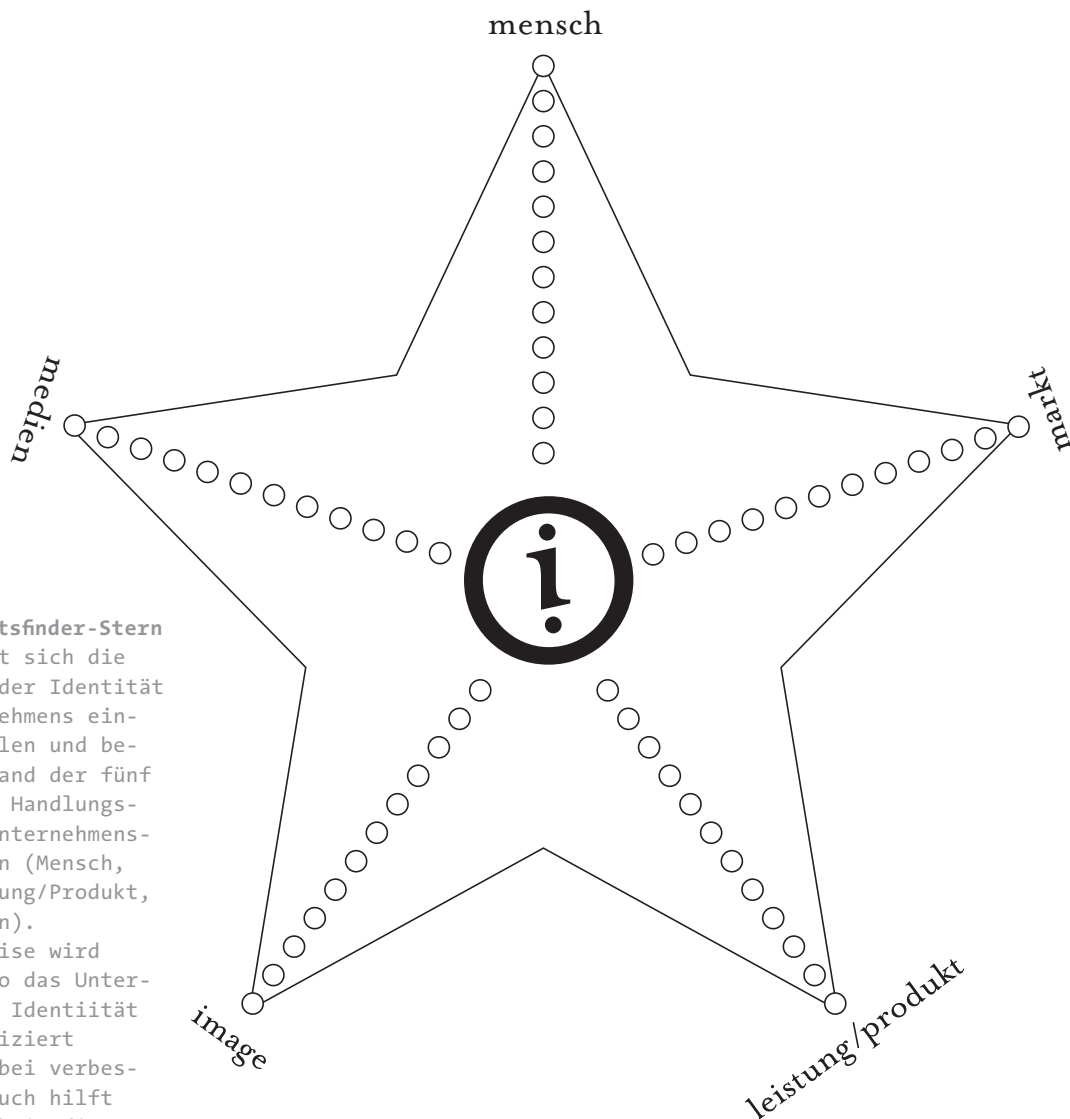 mensch
medien
markt
i
tsfinder-Stern
t sich die
der Identität
ehmens ein-
len und be-
and der fünf
Handlungs-
nternehmens-
n (Mensch,
ung/Produkt,
n).
ise wird
o das Unter-
Identiität
iziert
bei verbes-
uch hilft
image
leistung/produkt